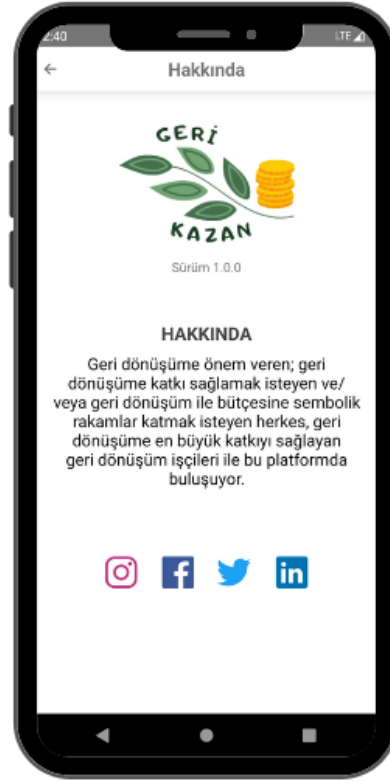 2:40 LTE
Hakkında
GERİ
KAZAN
Sürüm 1.0.0
HAKKINDA
Geri dönüşüme önem veren; geri
dönüşüme katkı sağlamak isteyen ve/
veya geri dönüşüm ile bütçesine sembolik
rakamlar katmak isteyen herkes, geri
dönüşüme en büyük katkıyı sağlayan
geri dönüşüm işçileri ile bu platformda
buluşuyor.
in